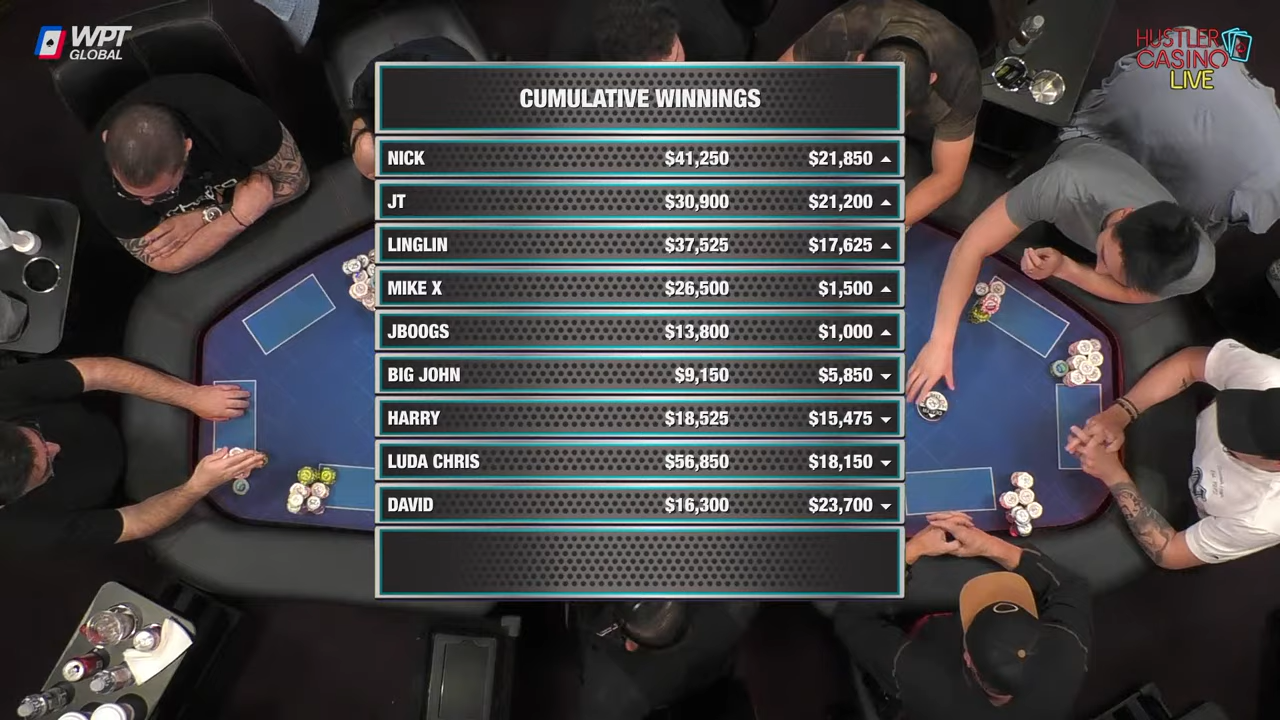 WPT
GLOBAL
HUSTLER
CASINO
LIVE
CUMULATIVE WINNINGS
NICK $41,250 $21,850 ▲
JT $30,900 $21,200 ▲
LINGLIN $37,525 $17,625 ▲
MIKE X $26,500 $1,500 ▲
JBOOGS $13,800 $1,000 ▲
BIG JOHN $9,150 $5,850 ▼
HARRY $18,525 $15,475 ▼
LUDA CHRIS $56,850 $18,150 ▼
DAVID $16,300 $23,700 ▼